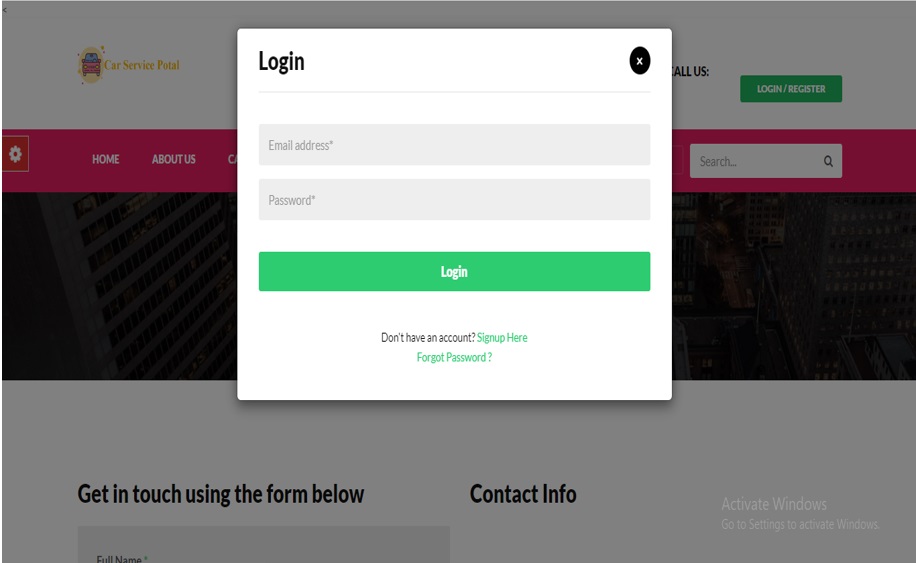 <
Login
x
Car Service Potal
CALL US:
LOGIN / REGISTER
Email address*
HOME ABOUT US CA
Search...
Password*
Login
Don't have an account? Signup Here
Forgot Password ?
Get in touch using the form below
Contact Info
Activate Windows
Go to Settings to activate Windows.
Full Name *